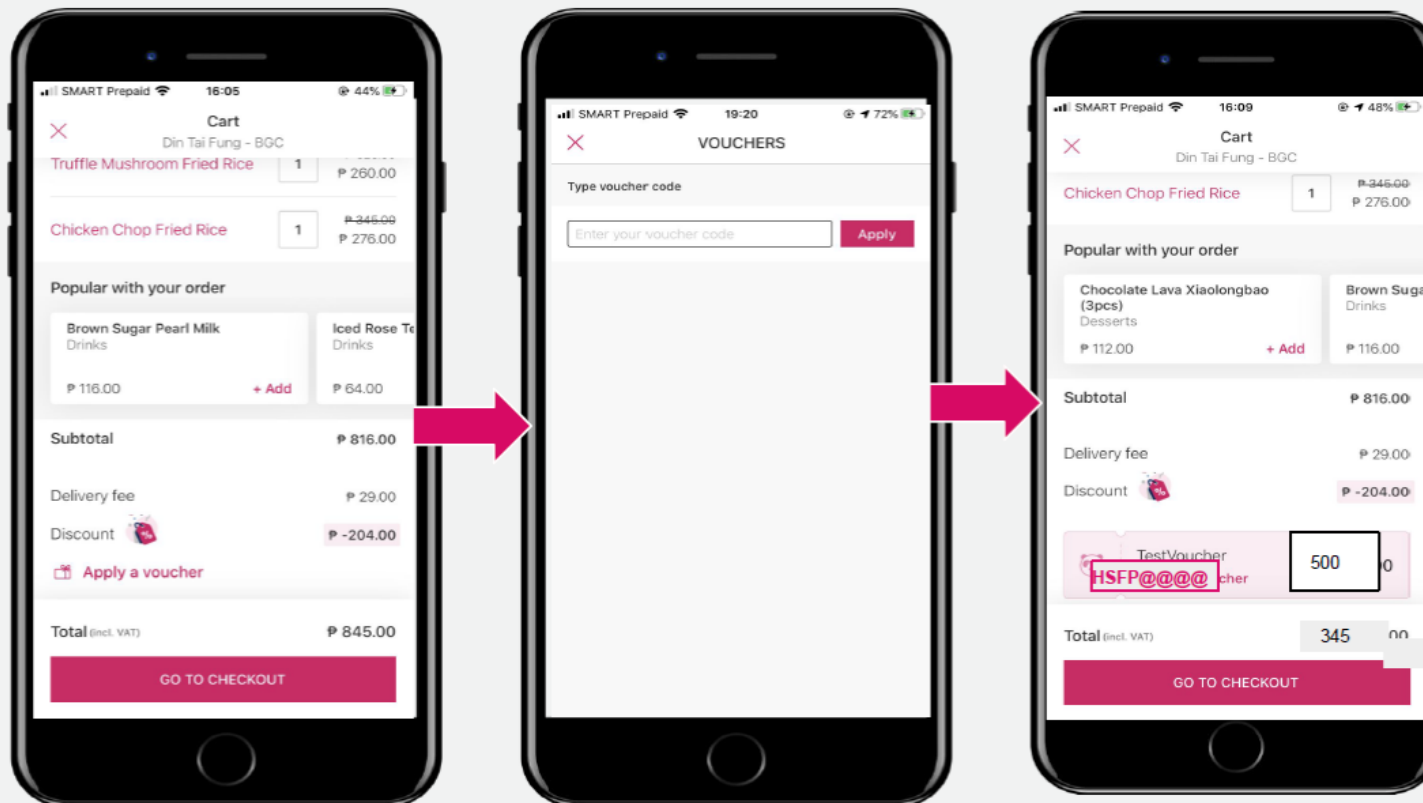 SMART Prepaid 16:05 44%
Cart
Din Tai Fung - BGC
Truffle Mushroom Fried Rice 1 ₱ 260.00
₱ 345.00
Chicken Chop Fried Rice 1
₱ 276.00
Popular with your order
Brown Sugar Pearl Milk
Drinks
₱ 116.00 + Add
Iced Rose Te
Drinks
₱ 64.00
Subtotal ₱ 816.00
Delivery fee ₱ 29.00
Discount % ₱ -204.00
Apply a voucher
Total (incl. VAT) ₱ 845.00
GO TO CHECKOUT
SMART Prepaid 19:20 72%
VOUCHERS
Type voucher code
Enter your voucher code Apply
SMART Prepaid 16:09 48%
Cart
Din Tai Fung - BGC
₱ 345.00
Chicken Chop Fried Rice 1
₱ 276.00
Popular with your order
Chocolate Lava Xiaolongbao
(3pcs)
Desserts
₱ 112.00 + Add
Brown Suga
Drinks
₱ 116.00
Subtotal ₱ 816.00
Delivery fee ₱ 29.00
Discount % ₱ -204.00
TestVoucher 500 0
HSFP@@@@ cher
Total (incl. VAT) 345 00
GO TO CHECKOUT